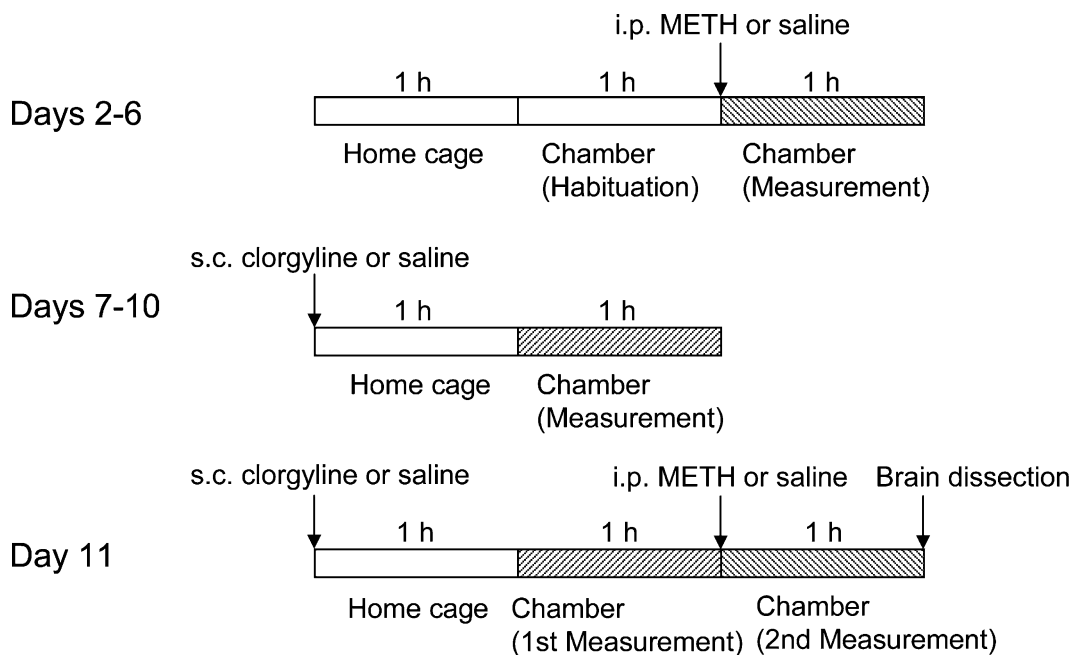 i.p. METH or saline
1 h 1 h 1 h
Days 2-6
Home cage Chamber Chamber
(Habituation) (Measurement)
s.c. clorgyline or saline
Days 7-10
1 h 1 h
Home cage Chamber
(Measurement)
s.c. clorgyline or saline i.p. METH or saline Brain dissection
1 h 1 h 1 h
Day 11
Home cage Chamber Chamber
(1st Measurement) (2nd Measurement)